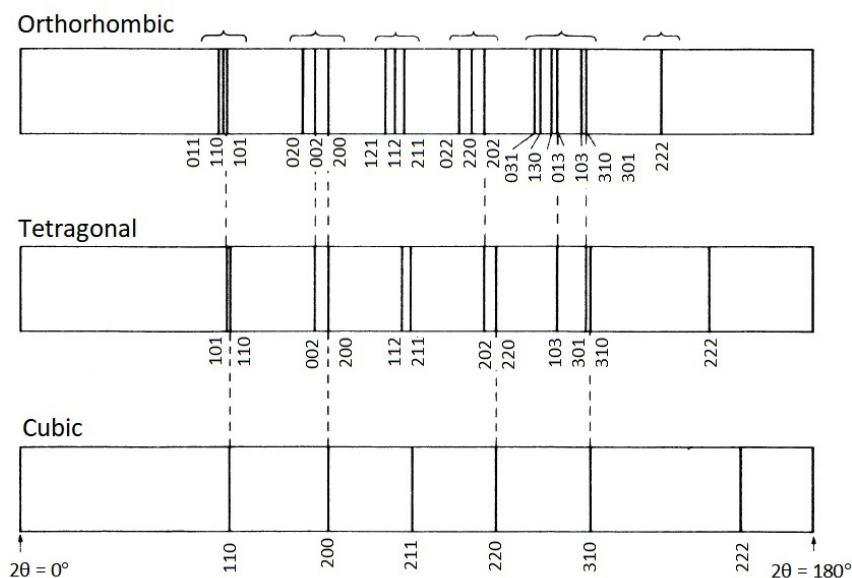 Orthorhombic
011 110 101 020 002 200 121 112 211 022 220 202 031 130 013 103 310 301 222
Tetragonal
101 110 002 200 112 211 202 220 103 301 310 222
Cubic
110 200 211 220 310 222
2θ = 0° 2θ = 180°